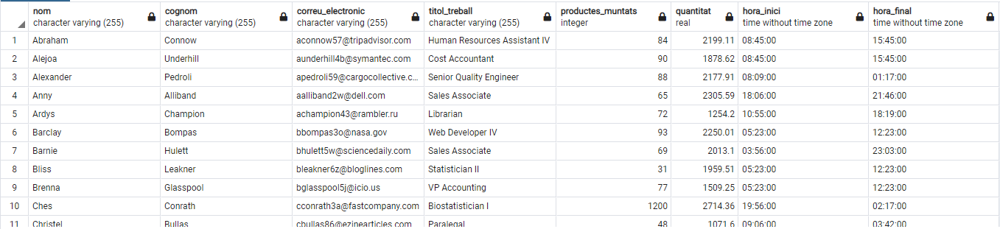 nom cognom correu_electronic titol_treball productes_muntats quantitat hora_inici hora_final
character varying (255) character varying (255) character varying (255) character varying (255) integer real time without time zone time without time zone
1 Abraham Connow aconnow57@tripadvisor.com Human Resources Assistant IV 84 2199.11 08:45:00 15:45:00
2 Alejoa Underhill aunderhill4b@symantec.com Cost Accountant 90 1878.62 08:45:00 15:45:00
3 Alexander Pedroli apedroli59@cargocollective.c... Senior Quality Engineer 88 2177.91 08:09:00 01:17:00
4 Anny Alliband aalliband2w@dell.com Sales Associate 65 2305.59 18:06:00 21:46:00
5 Ardys Champion achampion43@rambler.ru Librarian 72 1254.2 10:55:00 18:19:00
6 Barclay Bompas bbompas3o@nasa.gov Web Developer IV 93 2250.01 05:23:00 12:23:00
7 Barnie Hulett bhulett5w@sciencedaily.com Sales Associate 69 2013.1 03:56:00 23:03:00
8 Bliss Leakner bleakner6z@bloglines.com Statistician II 31 1959.51 05:23:00 12:23:00
9 Brenna Glasspool bglasspool5j@icio.us VP Accounting 77 1509.25 05:23:00 12:23:00
10 Ches Conrath cconrath3a@fastcompany.com Biostatistician I 1200 2714.36 19:56:00 02:17:00
11 Christel Bullas cbullas86@ezinearticles.com Paralegal 48 1071.6 09:06:00 03:42:00